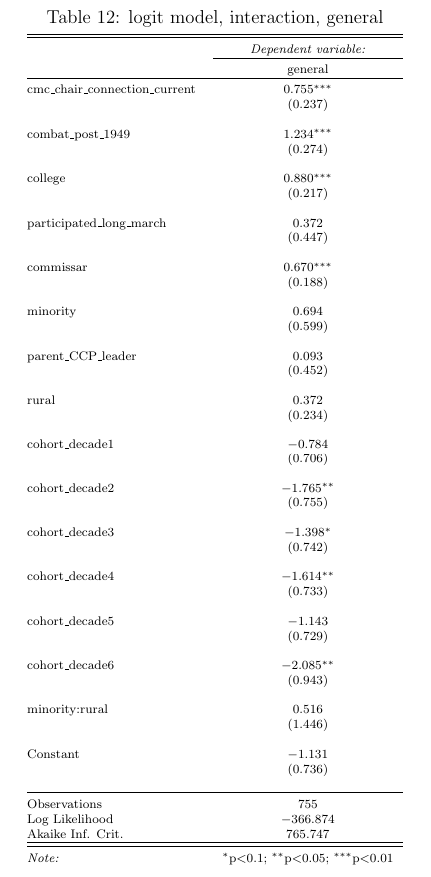 Table 12: logit model, interaction, general
Dependent variable:
general
cmc_chair_connection_current 0.755***
(0.237)
combat_post_1949 1.234***
(0.274)
college 0.880***
(0.217)
participated_long_march 0.372
(0.447)
commissar 0.670***
(0.188)
minority 0.694
(0.599)
parent_CCP_leader 0.093
(0.452)
rural 0.372
(0.234)
cohort_decade1 −0.784
(0.706)
cohort_decade2 −1.765**
(0.755)
cohort_decade3 −1.398*
(0.742)
cohort_decade4 −1.614**
(0.733)
cohort_decade5 −1.143
(0.729)
cohort_decade6 −2.085**
(0.943)
minority:rural 0.516
(1.446)
Constant −1.131
(0.736)
Observations 755
Log Likelihood −366.874
Akaike Inf. Crit. 765.747
Note: *p<0.1; **p<0.05; ***p<0.01